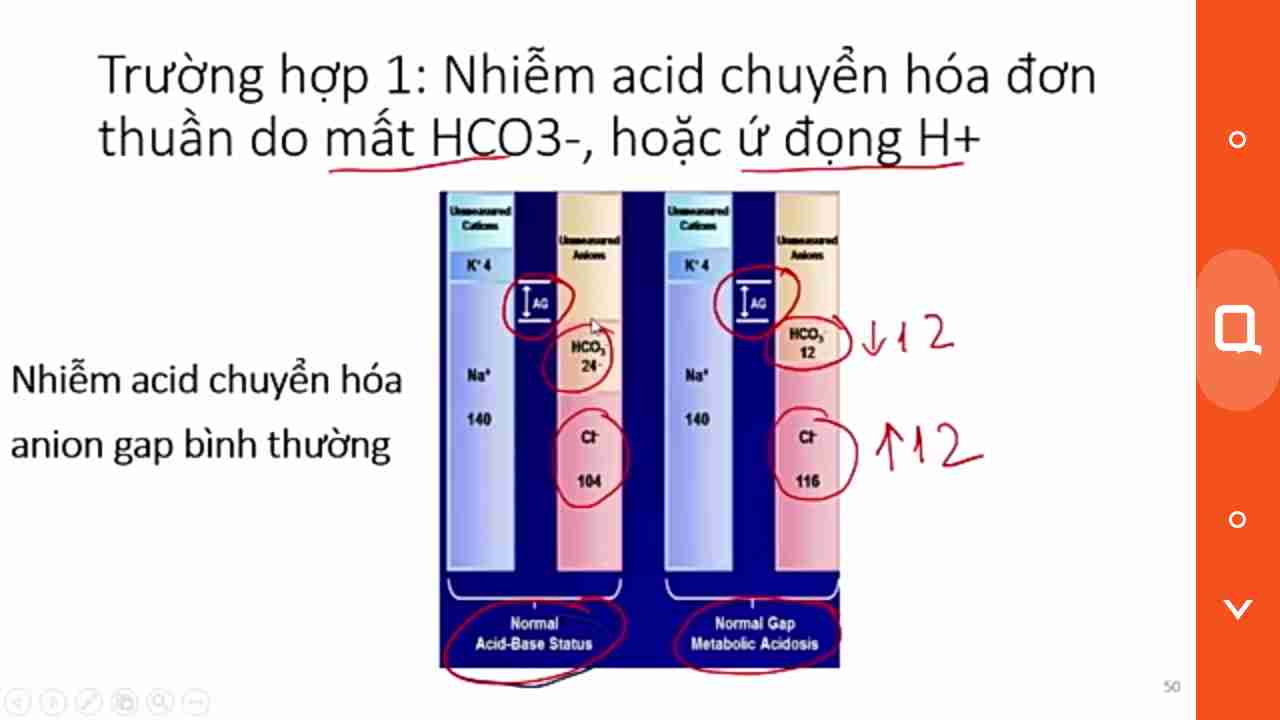 Trường hợp 1: Nhiễm acid chuyển hóa đơn
thuần do mất HCO3-, hoặc ứ đọng H+
Nhiễm acid chuyển hóa
anion gap bình thường
Unmeasured
Cations
K⁺ 4
Na⁺
140
AG
Unmeasured
Anions
HCO₃⁻
24
Cl⁻
104
Normal
Acid-Base Status
Unmeasured
Cations
K⁺ 4
Na⁺
140
AG
Unmeasured
Anions
HCO₃⁻
12
Cl⁻
116
Normal Gap
Metabolic Acidosis
↓12
↑12
50